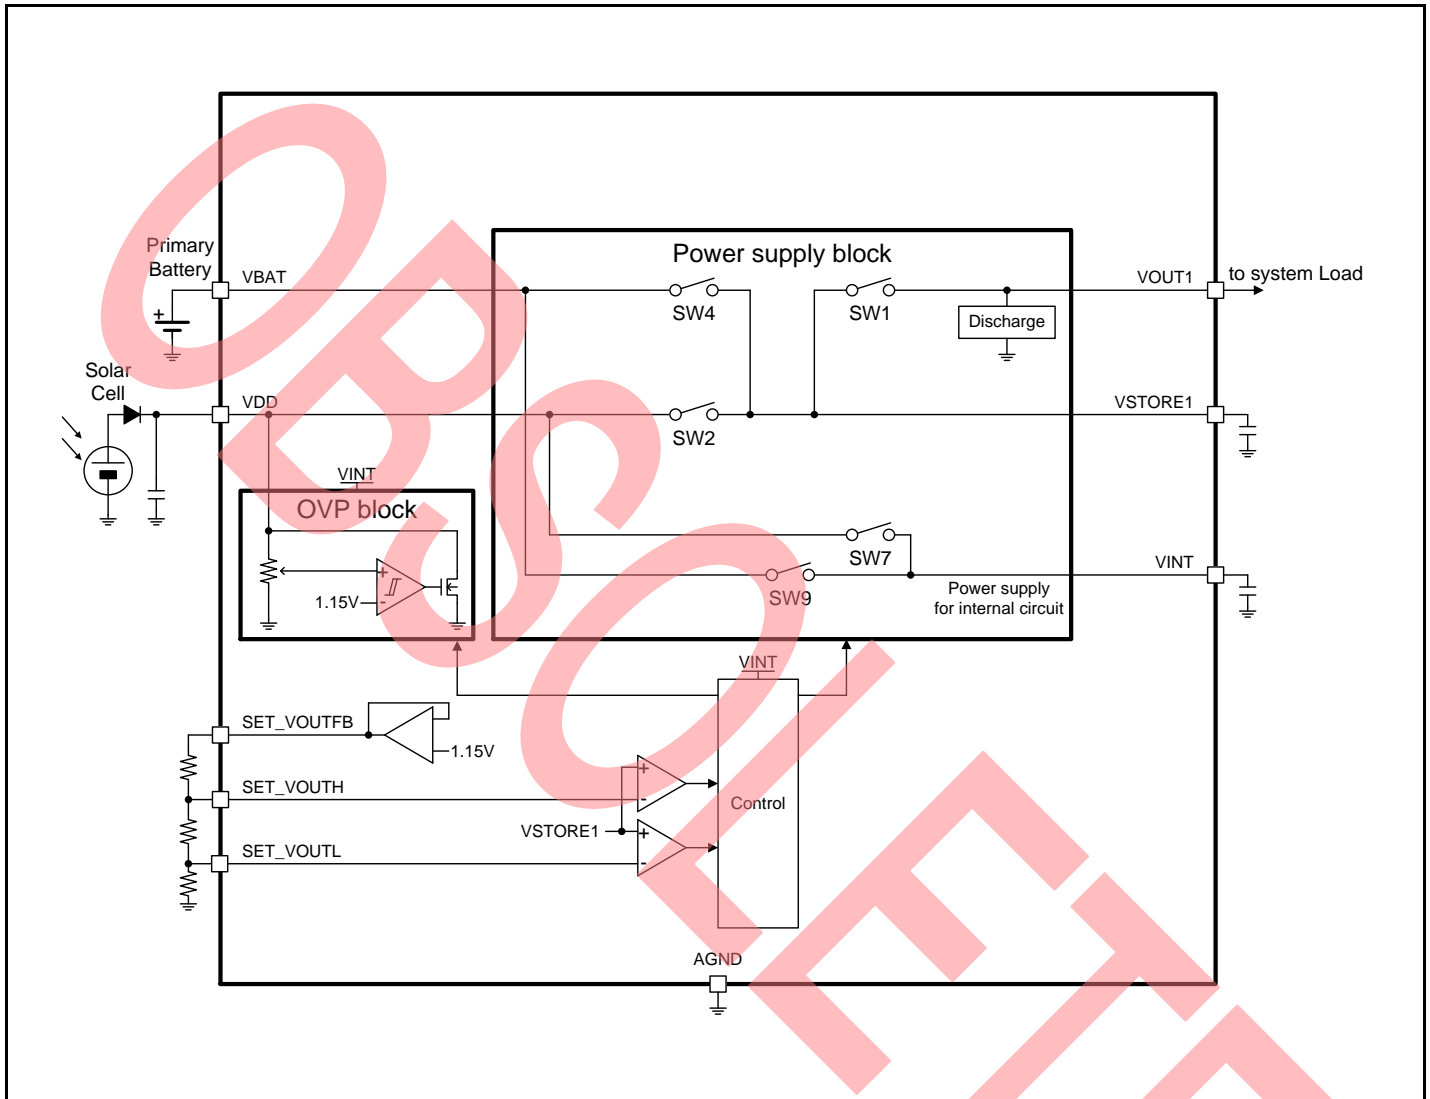 Primary
Battery
VBAT
Power supply block
SW4
SW1
Discharge
VOUT1
to system Load
Solar
Cell
VDD
SW2
VSTORE1
VINT
OVP block
+
1.15V
-
SW7
SW9
Power supply
for internal circuit
VINT
VINT
SET_VOUTFB
1.15V
SET_VOUTH
+
-
Control
VSTORE1
+
-
SET_VOUTL
AGND
+
OBSOLETE